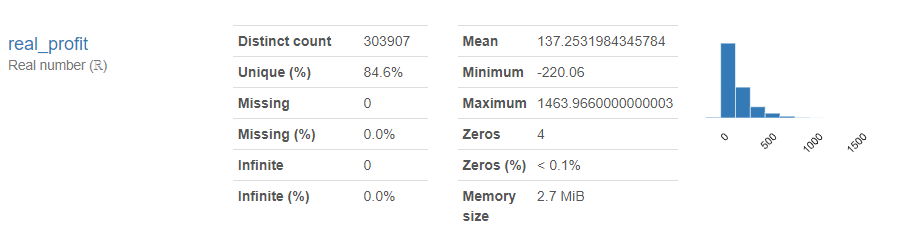 real_profit
Real number (ℝ)
Distinct count 303907
Unique (%) 84.6%
Missing 0
Missing (%) 0.0%
Infinite 0
Infinite (%) 0.0%
Mean 137.2531984345784
Minimum -220.06
Maximum 1463.9660000000003
Zeros 4
Zeros (%) < 0.1%
Memory size 2.7 MiB
0
500
1000
1500